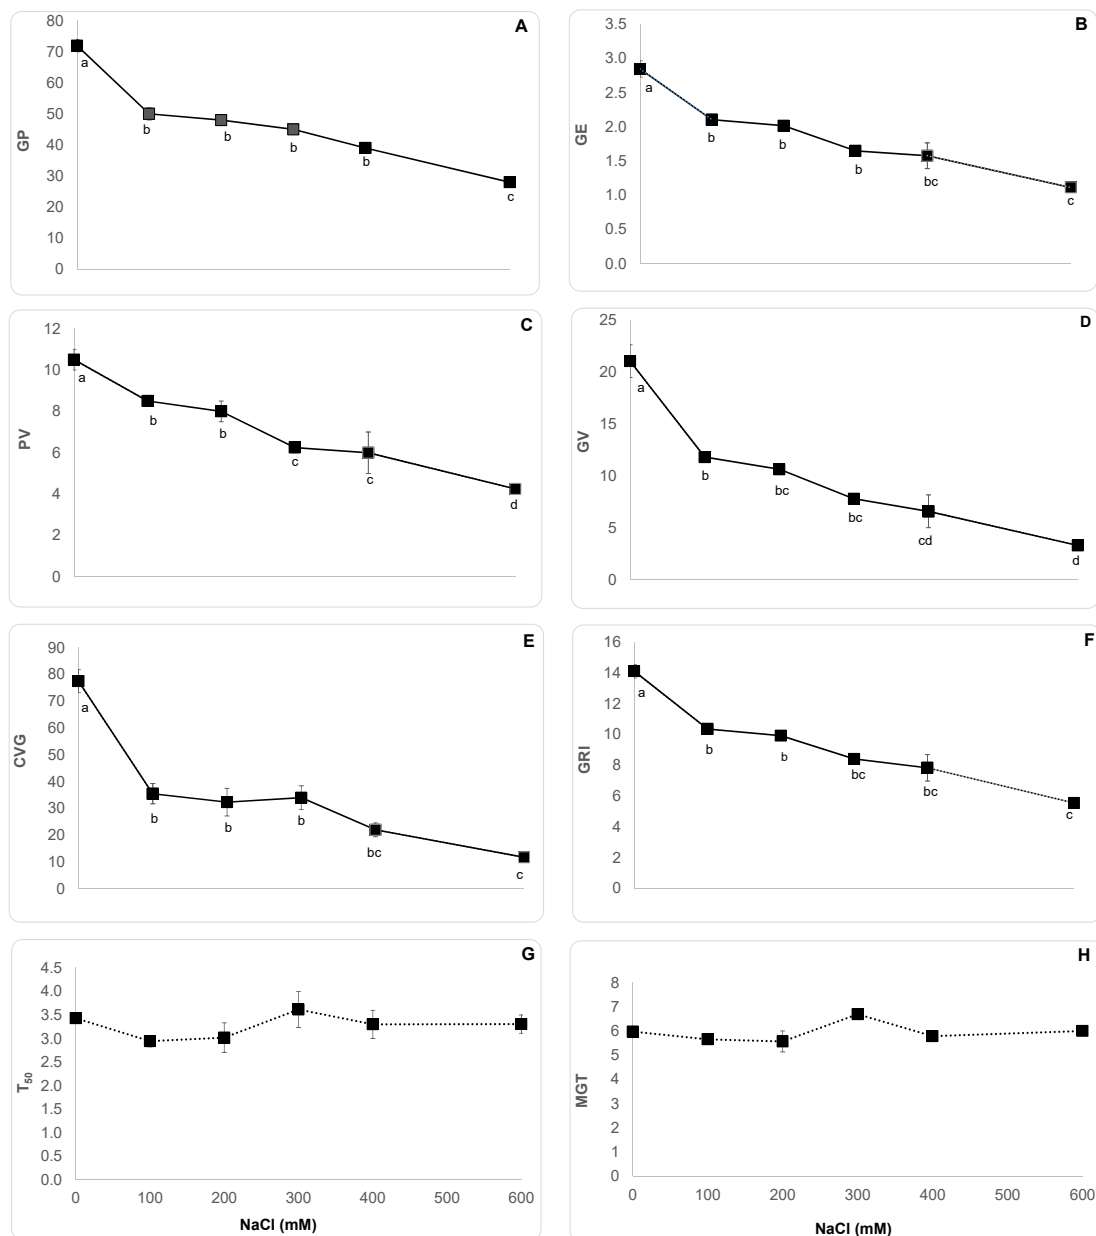 A
80
70
60
50
40
30
20
10
0
GP
a
b
b
b
b
c
B
3.5
3.0
2.5
2.0
1.5
1.0
0.5
0.0
GE
a
b
b
b
bc
c
C
12
10
8
6
4
2
0
PV
a
b
b
c
c
d
D
25
20
15
10
5
0
GV
a
b
bc
bc
cd
d
E
90
80
70
60
50
40
30
20
10
0
CVG
a
b
b
b
bc
c
F
16
14
12
10
8
6
4
2
0
GRI
a
b
b
bc
bc
c
G
4.5
4.0
3.5
3.0
2.5
2.0
1.5
1.0
0.5
0.0
T50
0 100 200 300 400 500 600
NaCl (mM)
H
8
7
6
5
4
3
2
1
0
MGT
0 100 200 300 400 500 600
NaCl (mM)